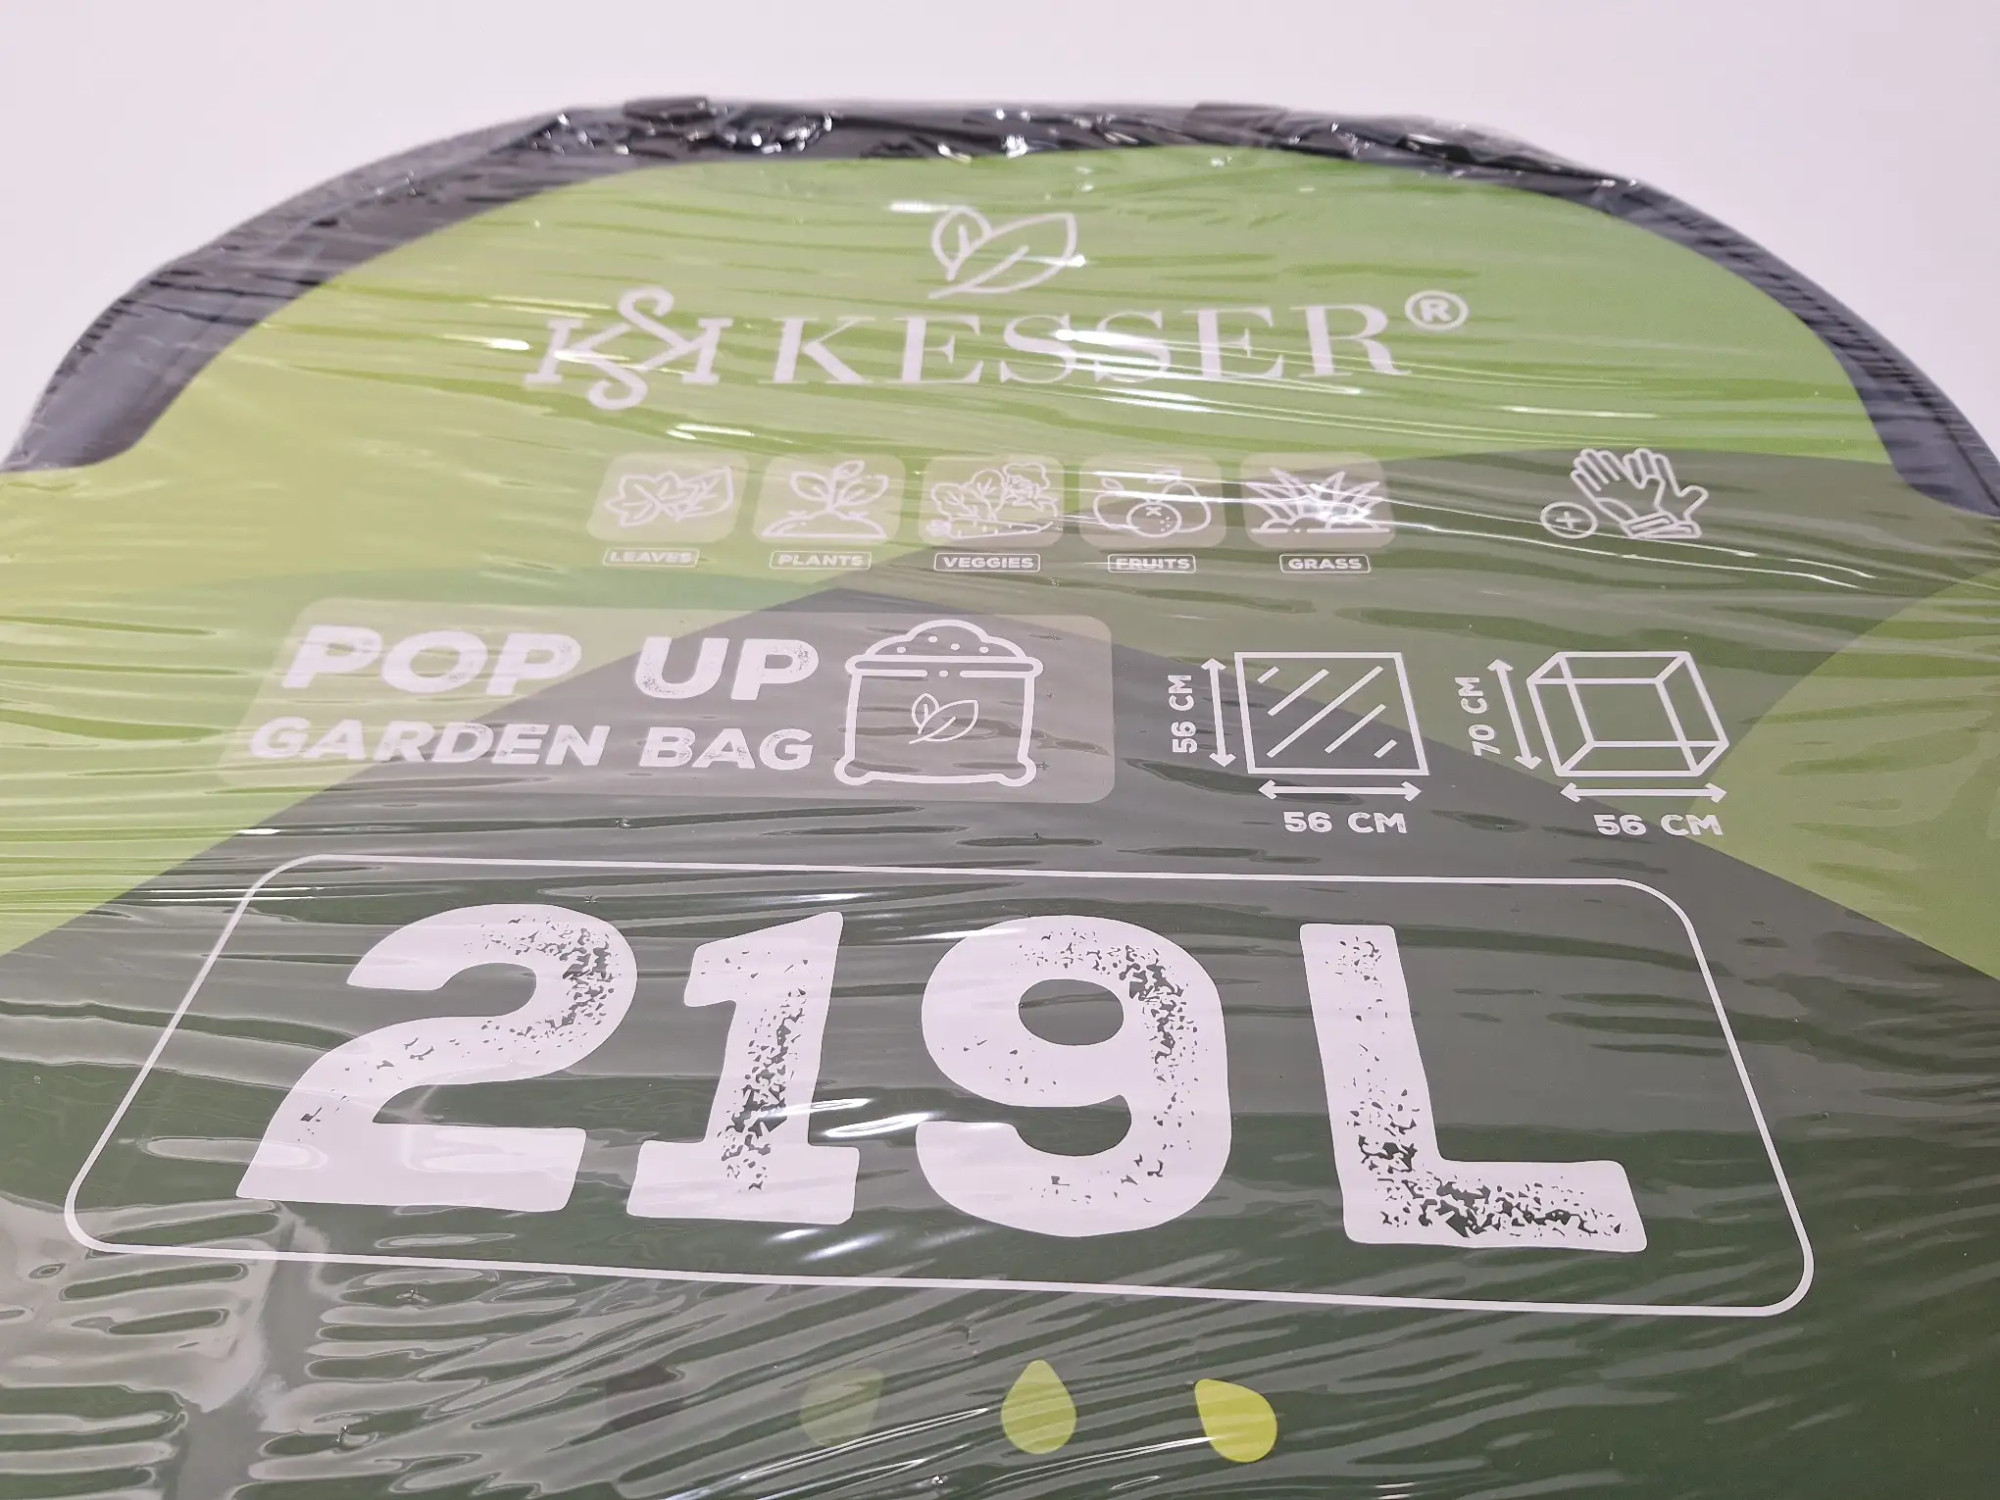 KESSER®
LEAVES PLANTS VEGGIES FRUITS GRASS
POP UP
GARDEN BAG
56 CM
56 CM
70 CM
56 CM
219L